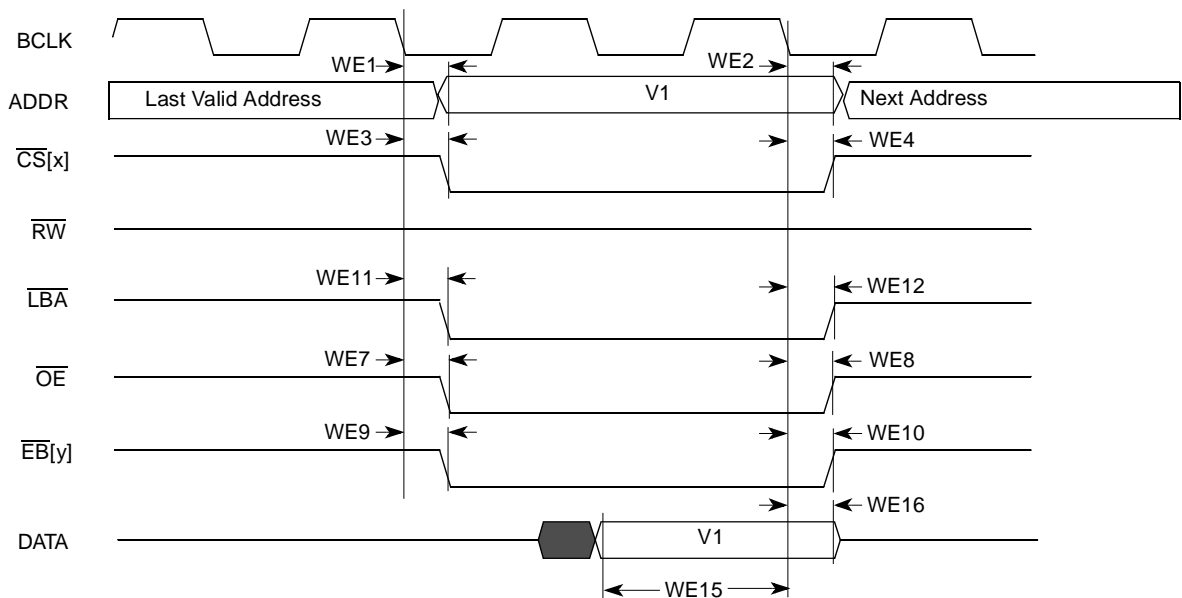 BCLK
WE1
WE2
ADDR
Last Valid Address
V1
Next Address
WE3
WE4
CS[x]
RW
WE11
WE12
LBA
WE7
WE8
OE
WE9
WE10
EB[y]
WE16
DATA
V1
WE15